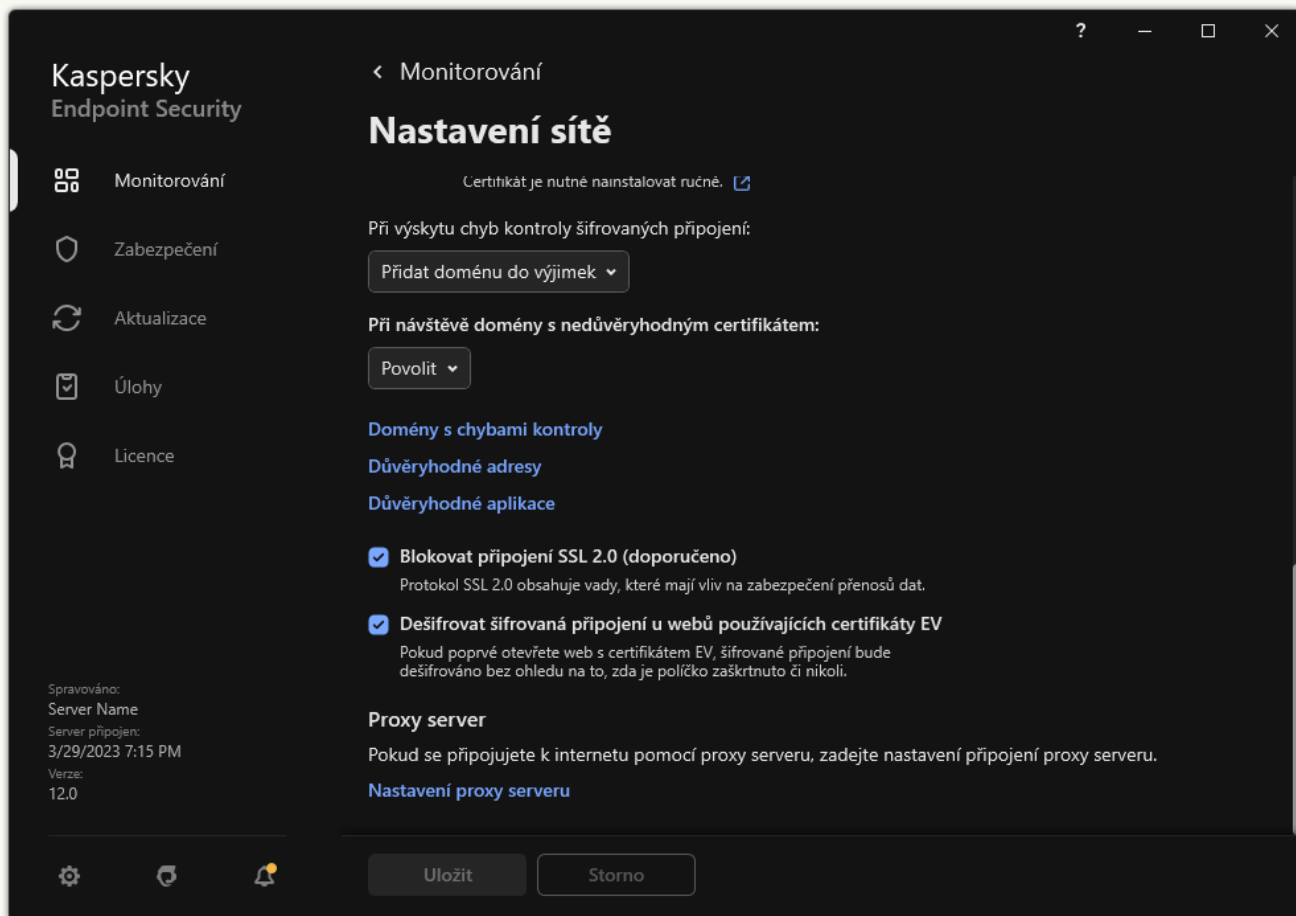 ?
Kaspersky
Endpoint Security
Monitorování
Zabezpečení
Aktualizace
Úlohy
Licence
Spravováno:
Server Name
Server připojen:
3/29/2023 7:15 PM
Verze:
12.0
Monitorování
Nastavení sítě
Certifikát je nutné nainstalovat ručně.
Při výskytu chyb kontroly šifrovaných připojení:
Přidat doménu do výjimek
Při návštěvě domény s nedůvěryhodným certifikátem:
Povolit
Domény s chybami kontroly
Důvěryhodné adresy
Důvěryhodné aplikace
Blokovat připojení SSL 2.0 (doporučeno)
Protokol SSL 2.0 obsahuje vady, které mají vliv na zabezpečení přenosů dat.
Dešifrovat šifrovaná připojení u webů používajících certifikáty EV
Pokud poprvé otevřete web s certifikátem EV, šifrované připojení bude
dešifrováno bez ohledu na to, zda je políčko zaškrtnuto či nikoli.
Proxy server
Pokud se připojujete k internetu pomocí proxy serveru, zadejte nastavení připojení proxy serveru.
Nastavení proxy serveru
Uložit
Storno